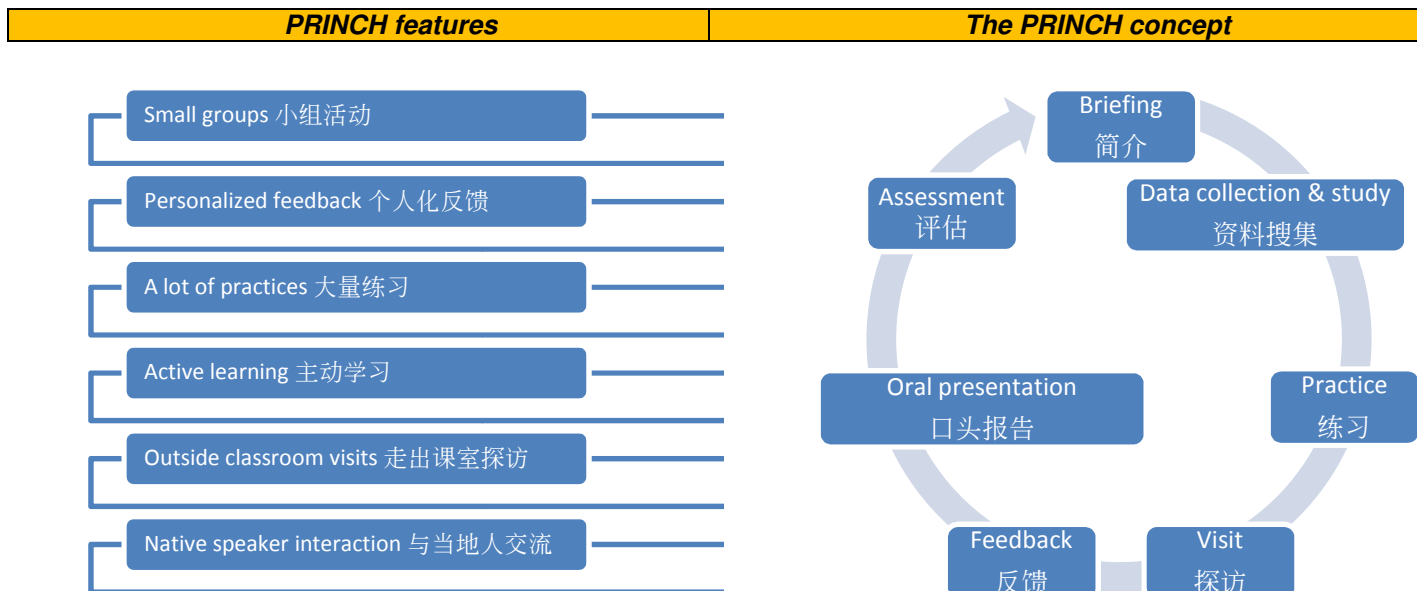 PRINCH features
The PRINCH concept
Small groups 小组活动
Personalized feedback 个人化反馈
A lot of practices 大量练习
Active learning 主动学习
Outside classroom visits 走出课室探访
Native speaker interaction 与当地人交流
Briefing
简介
Data collection & study
资料搜集
Practice
练习
Visit
探访
Feedback
反馈
Oral presentation
口头报告
Assessment
评估